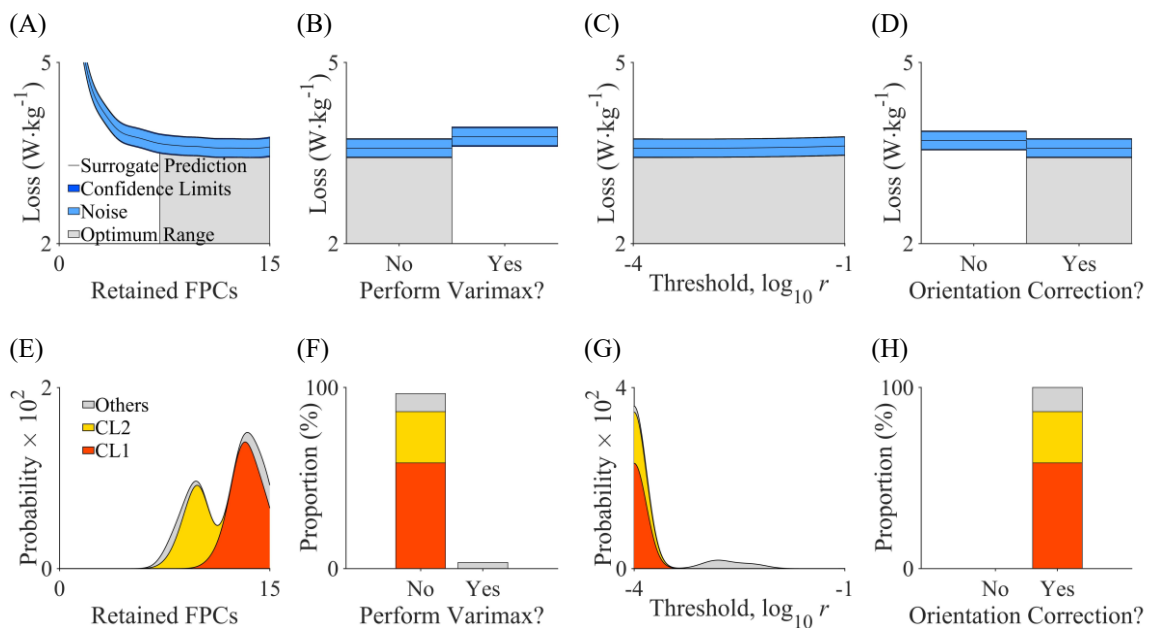 (A)
(B)
(C)
(D)
5
Loss (W·kg-1)
2
Surrogate Prediction
Confidence Limits
Noise
Optimum Range
0
15
Retained FPCs
5
Loss (W·kg-1)
2
No
Yes
Perform Varimax?
5
Loss (W·kg-1)
2
-4
-1
Threshold, log10 r
5
Loss (W·kg-1)
2
No
Yes
Orientation Correction?
(E)
(F)
(G)
(H)
2
Probability × 10²
0
Others
CL2
CL1
0
15
Retained FPCs
100
Proportion (%)
0
No
Yes
Perform Varimax?
4
Probability × 10²
0
-4
-1
Threshold, log10 r
100
Proportion (%)
0
No
Yes
Orientation Correction?